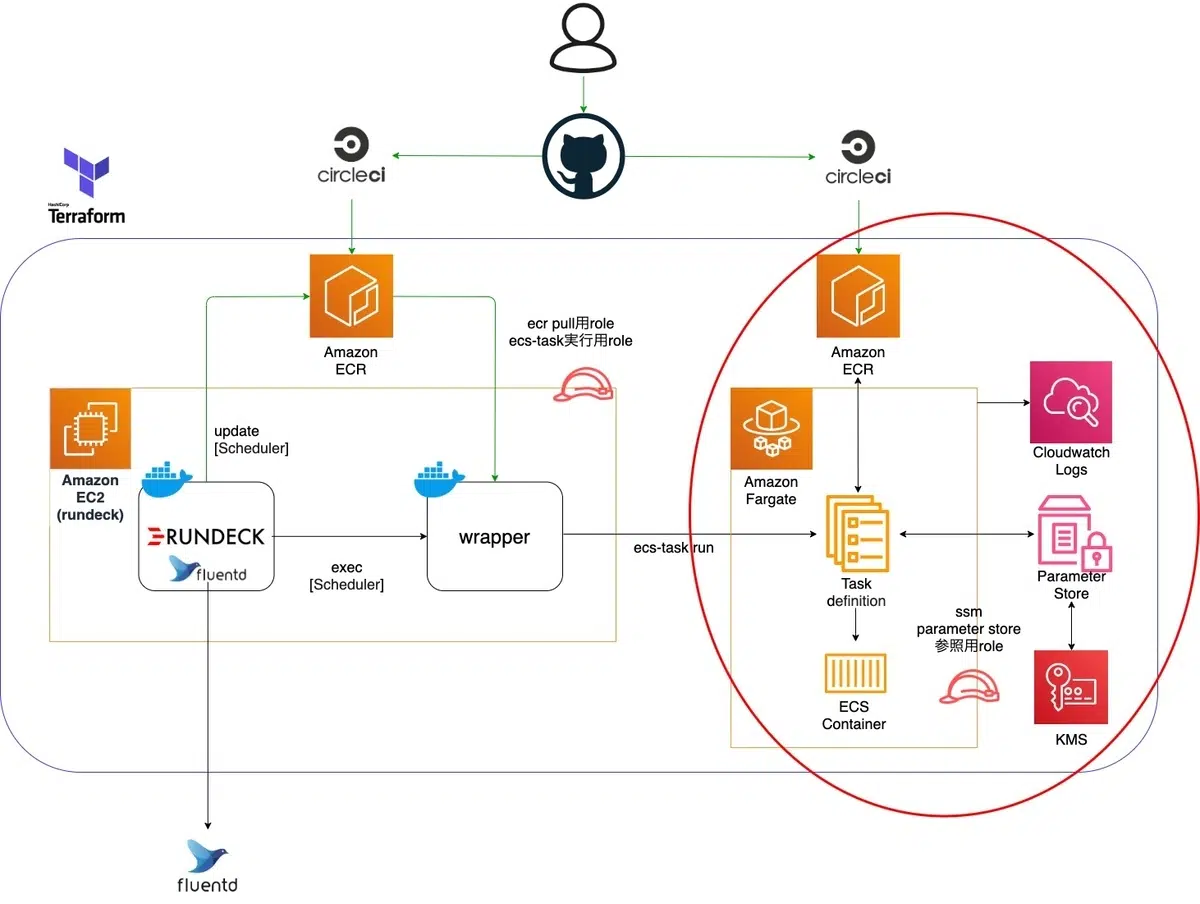 circleci
circleci
HashiCorp
Terraform
Amazon
ECR
ecr pull用role
ecs-task実行用role
Amazon
ECR
update
[Scheduler]
Cloudwatch
Logs
Amazon
EC2
(rundeck)
Amazon
Fargate
RUNDECK
fluentd
wrapper
exec
[Scheduler]
ecs-task run
Task
definition
Parameter
Store
ssm
parameter store
参照用role
ECS
Container
KMS
fluentd